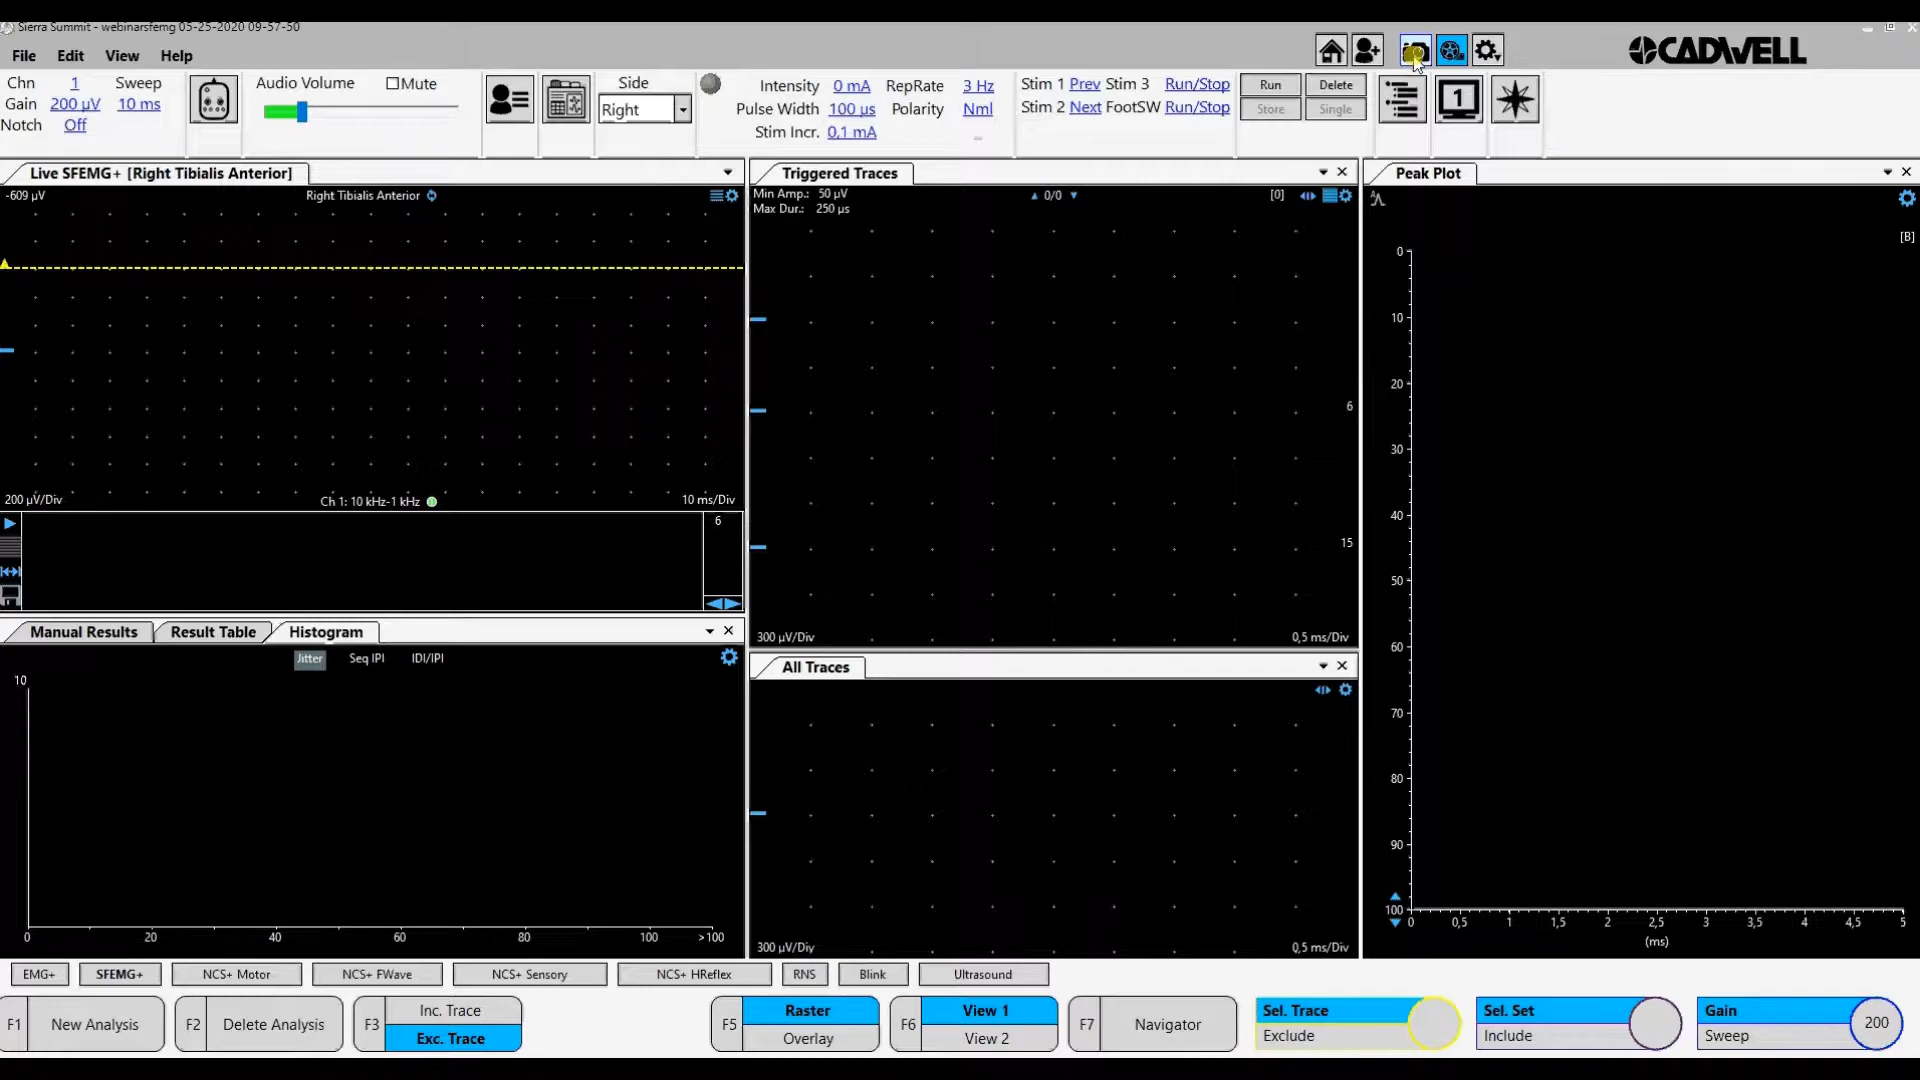 Sierra Summit - webinarsfemg 05-25-2020 09-57-50
File Edit View Help
CADWELL
Chn 1 Sweep
Gain 200 µV 10 ms
Notch Off
Audio Volume Mute
Side
Right
Intensity 0 mA RepRate 3 Hz
Pulse Width 100 µs Polarity Nml
Stim Incr. 0,1 mA
Stim 1 Prev Stim 3 Run/Stop
Stim 2 Next FootSW Run/Stop
Run Delete
Store Single
1
Live SFEMG+ [Right Tibialis Anterior]
-609 µV Right Tibialis Anterior
200 µV/Div Ch 1: 10 kHz-1 kHz 10 ms/Div
6
Manual Results Result Table Histogram
Jitter Seq IPI IDI/IPI
10
0 20 40 60 80 100 >100
Triggered Traces
Min Amp.: 50 µV 0/0 [0]
Max Dur.: 250 µs
6
15
300 µV/Div 0,5 ms/Div
All Traces
300 µV/Div 0,5 ms/Div
Peak Plot
[B]
0
10
20
30
40
50
60
70
80
90
100
0 0,5 1 1,5 2 2,5 3 3,5 4 4,5 5
(ms)
EMG+ SFEMG+ NCS+ Motor NCS+ FWave NCS+ Sensory NCS+ HReflex RNS Blink Ultrasound
F1 New Analysis
F2 Delete Analysis
F3 Inc. Trace
Exc. Trace
F5 Raster
Overlay
F6 View 1
View 2
F7 Navigator
Sel. Trace
Exclude
Sel. Set
Include
Gain
Sweep
200